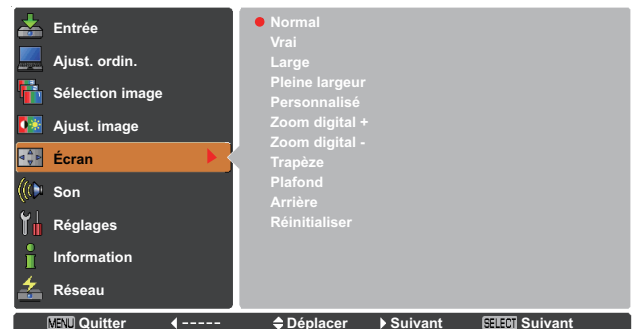 Entrée
Ajust. ordin.
Sélection image
Ajust. image
Écran
Son
Réglages
Information
Réseau
Normal
Vrai
Large
Pleine largeur
Personnalisé
Zoom digital +
Zoom digital -
Trapèze
Plafond
Arrière
Réinitialiser
MENU Quitter ----- Déplacer Suivant SELECT Suivant